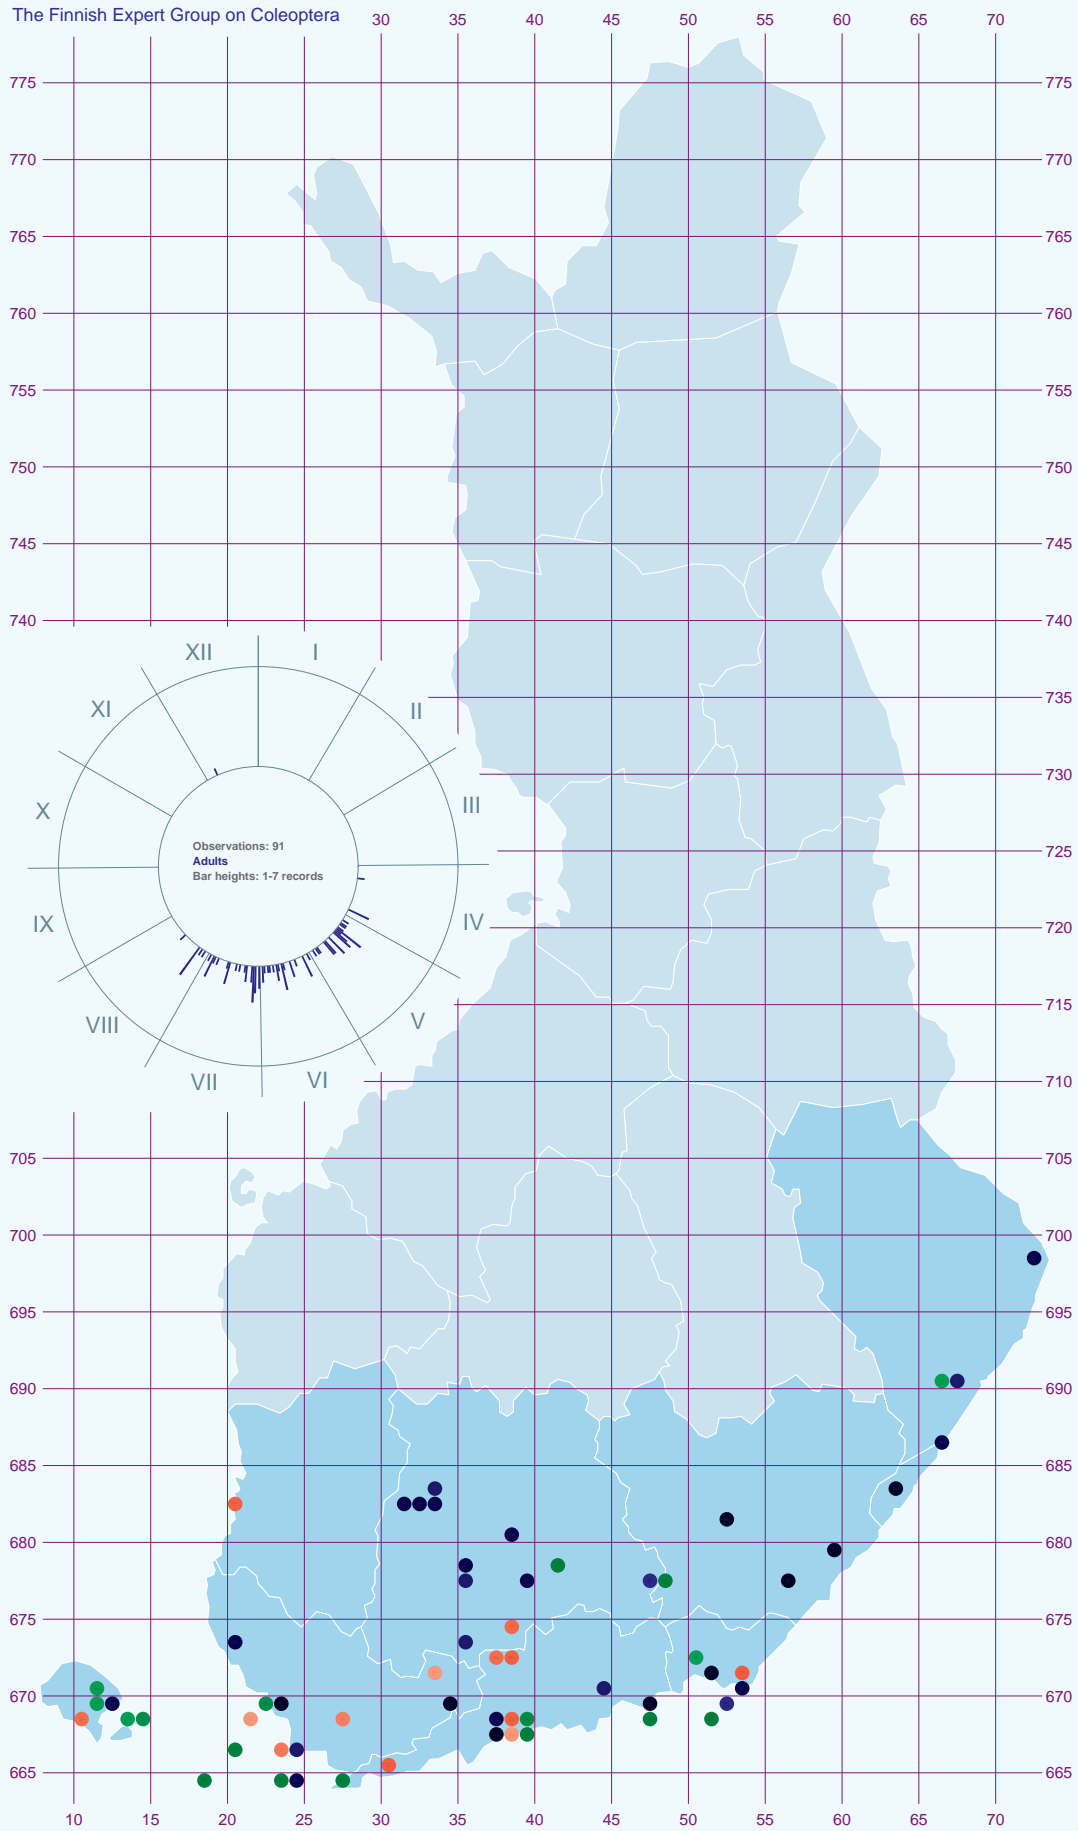 The Finnish Expert Group on Coleoptera
30 35 40 45 50 55 60 65 70
775 775
770 770
765 765
760 760
755 755
750 750
745 745
740 740
XII I
XI II
735
730
X III
Observations: 91
Adults
Bar heights: 1-7 records
725
IX IV
720
715
VIII V
VII VI
710
705 705
700 700
695 695
690 690
685 685
680 680
675 675
670 670
665 665
10 15 20 25 30 35 40 45 50 55 60 65 70